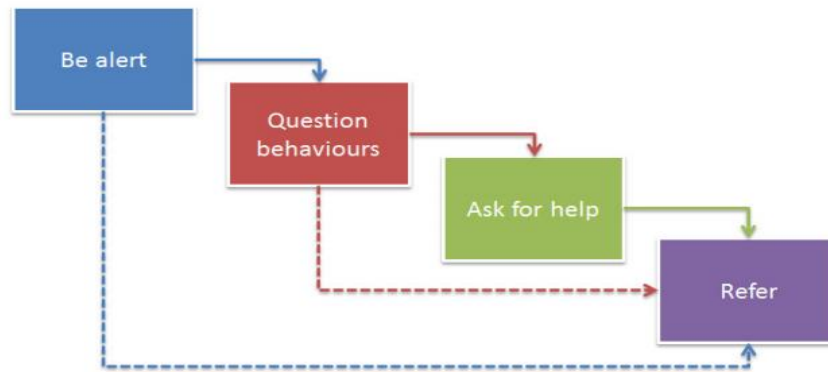 Be alert
Question
behaviours
Ask for help
Refer